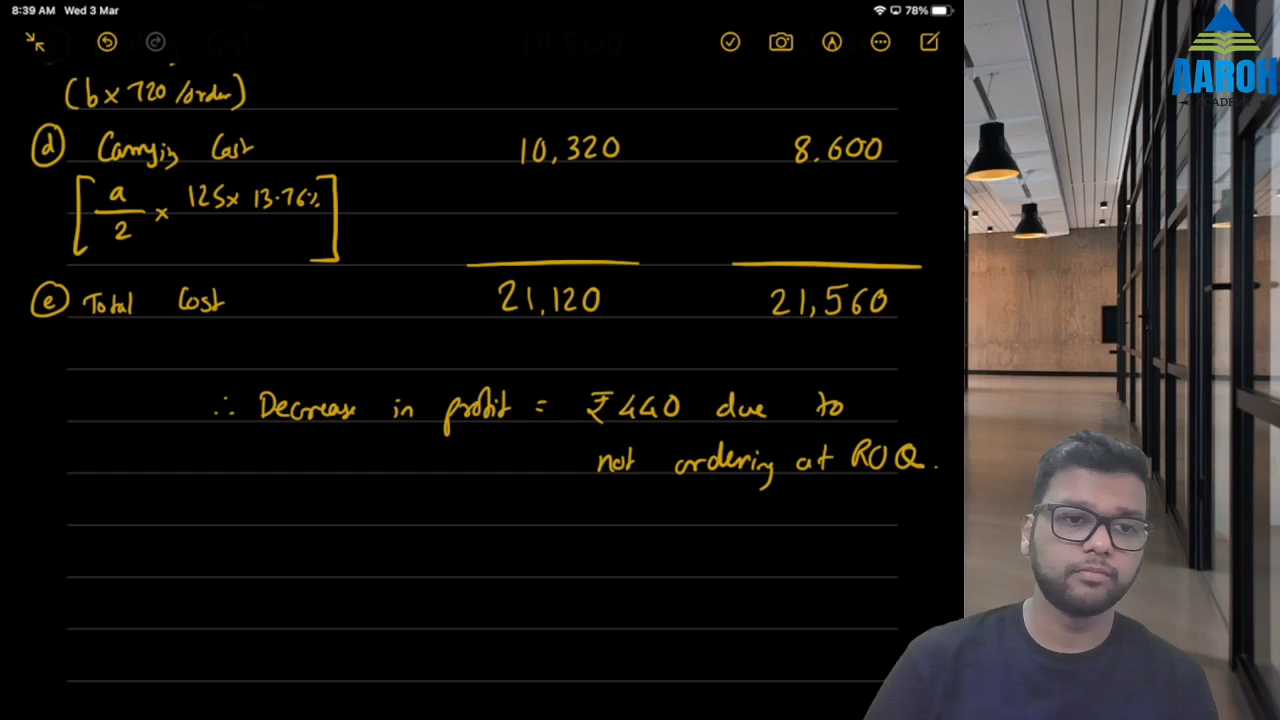 8:39 AM Wed 3 Mar
78%
AAROH
ACADEMY
(b x 720 /order)
(d) Carrying Cost 10,320 8,600
[a/2 x 125 x 13.76%]
(e) Total Cost 21,120 21,560
∴ Decrease in profit = ₹440 due to
not ordering at ROQ.